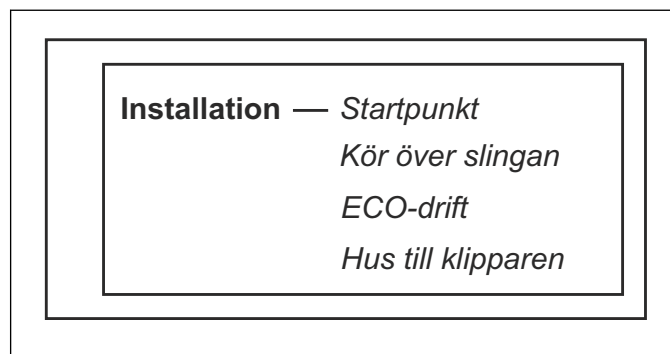 Installation — Startpunkt
Kör över slingan
ECO-drift
Hus till klipparen